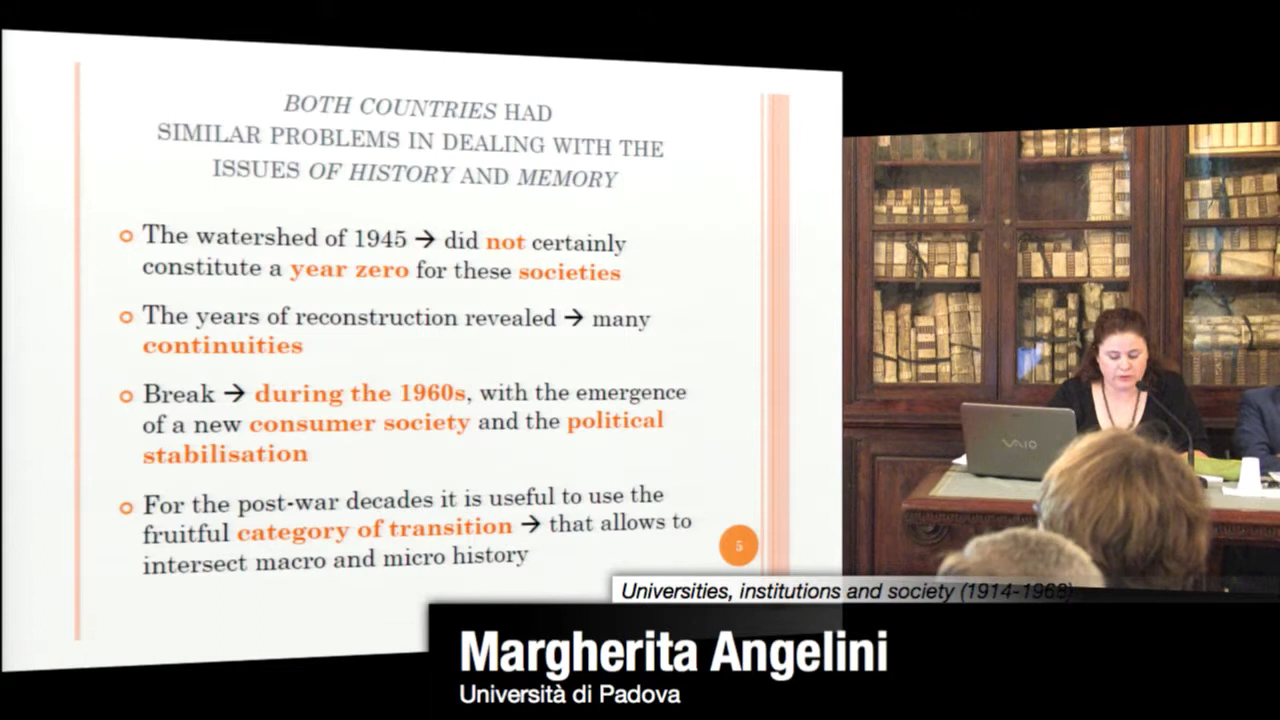 BOTH COUNTRIES HAD
SIMILAR PROBLEMS IN DEALING WITH THE
ISSUES OF HISTORY AND MEMORY
The watershed of 1945 → did not certainly
constitute a year zero for these societies
The years of reconstruction revealed → many
continuities
Break → during the 1960s, with the emergence
of a new consumer society and the political
stabilisation
For the post-war decades it is useful to use the
fruitful category of transition → that allows to
intersect macro and micro history
5
VAIO
Universities, institutions and society (1914-1968)
Margherita Angelini
Università di Padova